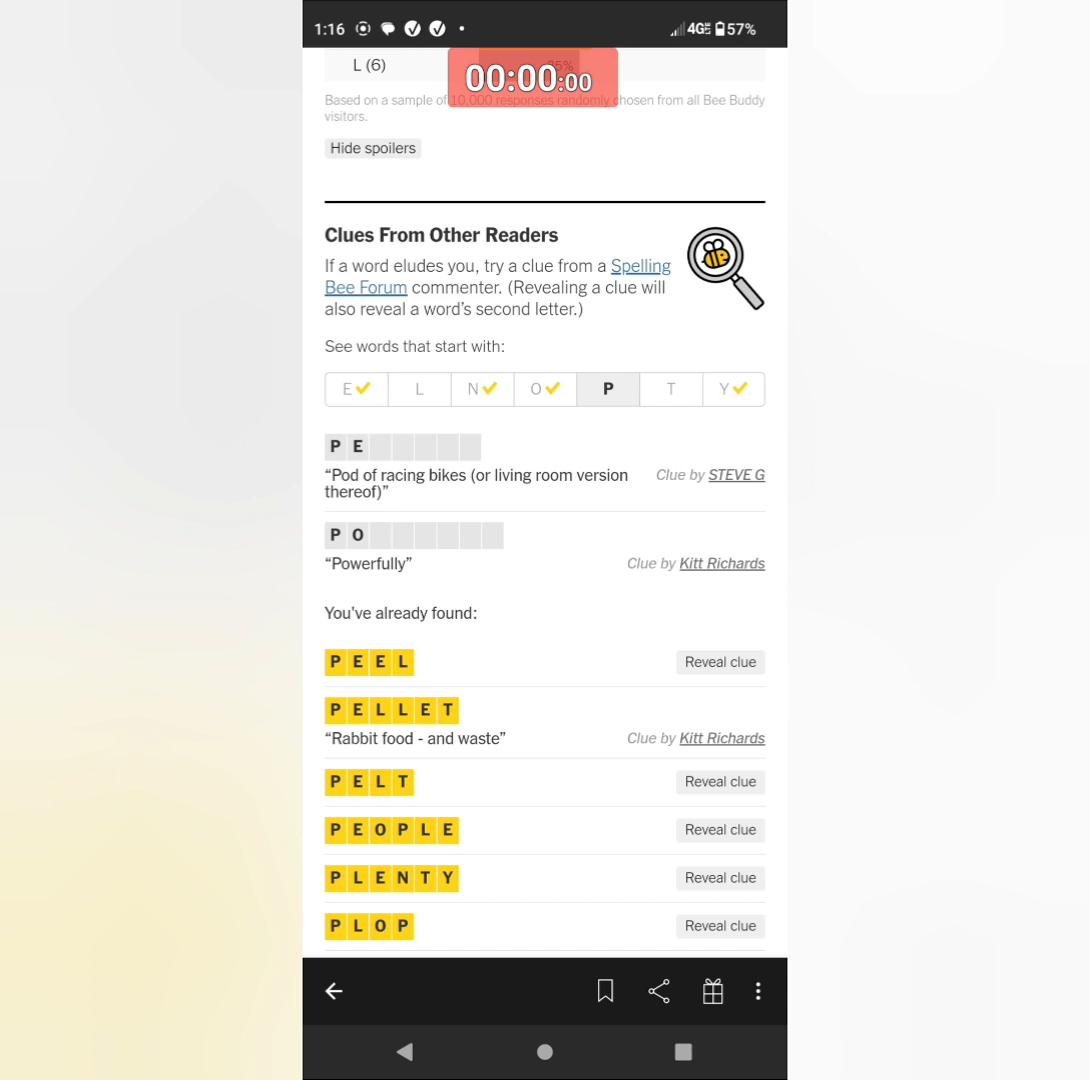 1:16 4G 57%
L (6) 35%
00:00:00
Based on a sample of 10,000 responses randomly chosen from all Bee Buddy
visitors.
Hide spoilers
Clues From Other Readers
If a word eludes you, try a clue from a Spelling
Bee Forum commenter. (Revealing a clue will
also reveal a word’s second letter.)
See words that start with:
E L N O P T Y
P E
“Pod of racing bikes (or living room version
thereof)” Clue by STEVE G
P O
“Powerfully” Clue by Kitt Richards
You've already found:
P E E L Reveal clue
P E L L E T
“Rabbit food - and waste” Clue by Kitt Richards
P E L T Reveal clue
P E O P L E Reveal clue
P L E N T Y Reveal clue
P L O P Reveal clue